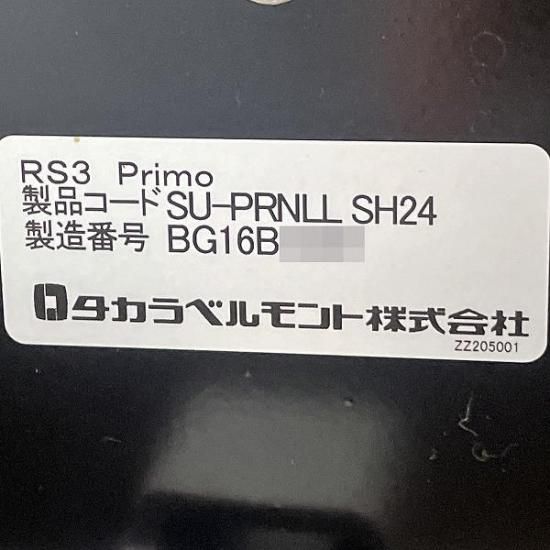 RS3 Primo
製品コード SU-PRNLL SH24
製造番号 BG16B
タカラベルモント株式会社
ZZ205001